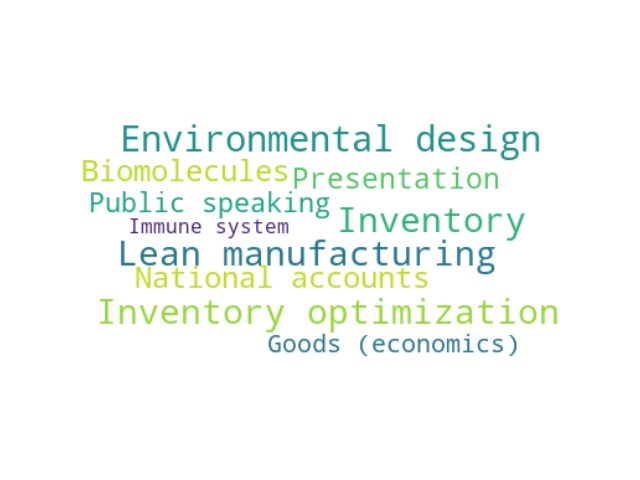 Environmental design
Biomolecules
Presentation
Public speaking
Inventory
Immune system
Lean manufacturing
National accounts
Inventory optimization
Goods (economics)